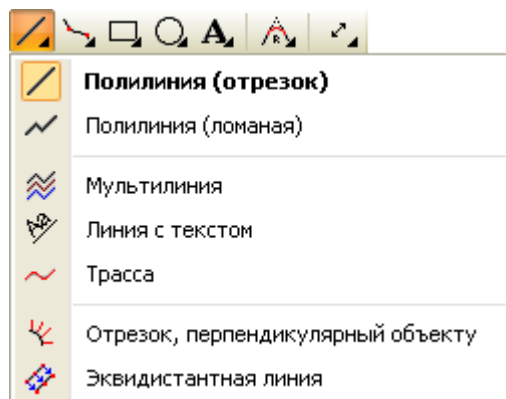 A
R
Полилиния (отрезок)
Полилиния (ломаная)
Мультилиния
Линия с текстом
Трасса
Отрезок, перпендикулярный объекту
Эквидистантная линия